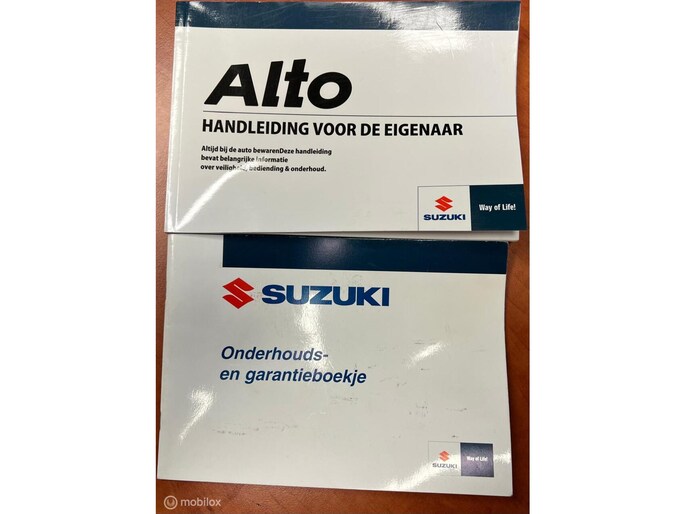 Alto
HANDLEIDING VOOR DE EIGENAAR
Altijd bij de auto bewarenDeze handleiding
bevat belangrijke informatie
over veiligheid, bediending & onderhoud.
SUZUKI
Way of Life!
SUZUKI
Onderhouds-
en garantieboekje
SUZUKI
Way of Life!
mobilox